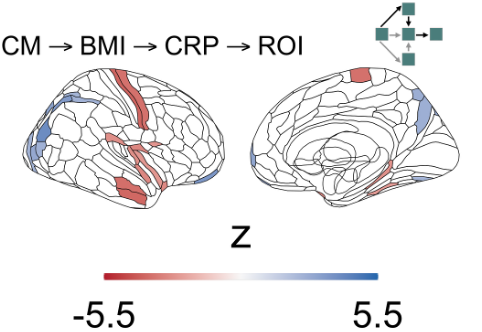 CM → BMI → CRP → ROI
Z
-5.5 5.5